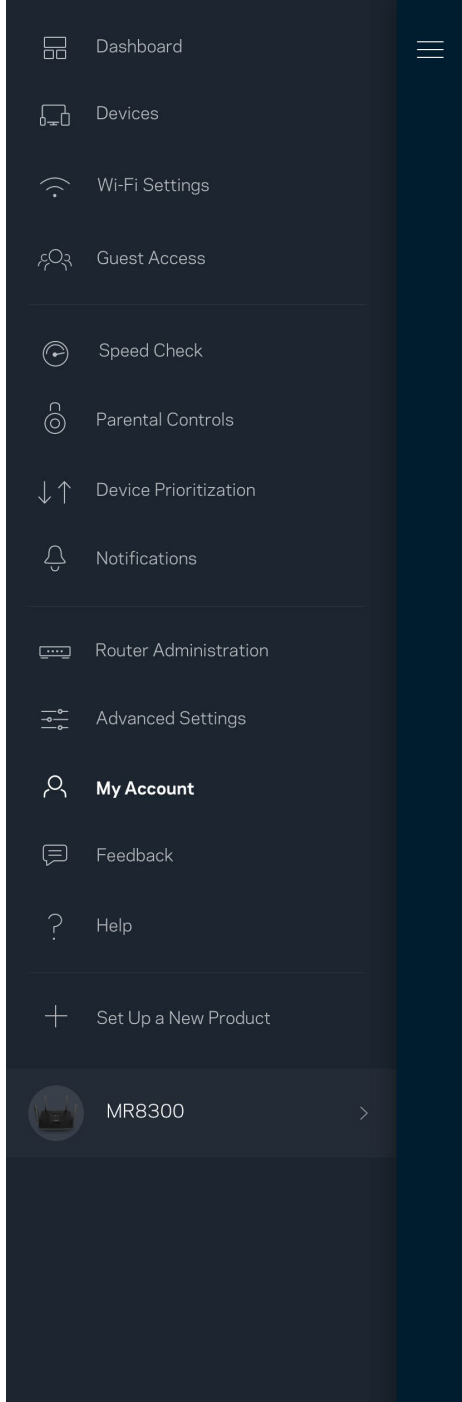 Dashboard
Devices
Wi-Fi Settings
Guest Access
Speed Check
Parental Controls
Device Prioritization
Notifications
Router Administration
Advanced Settings
My Account
Feedback
Help
Set Up a New Product
MR8300